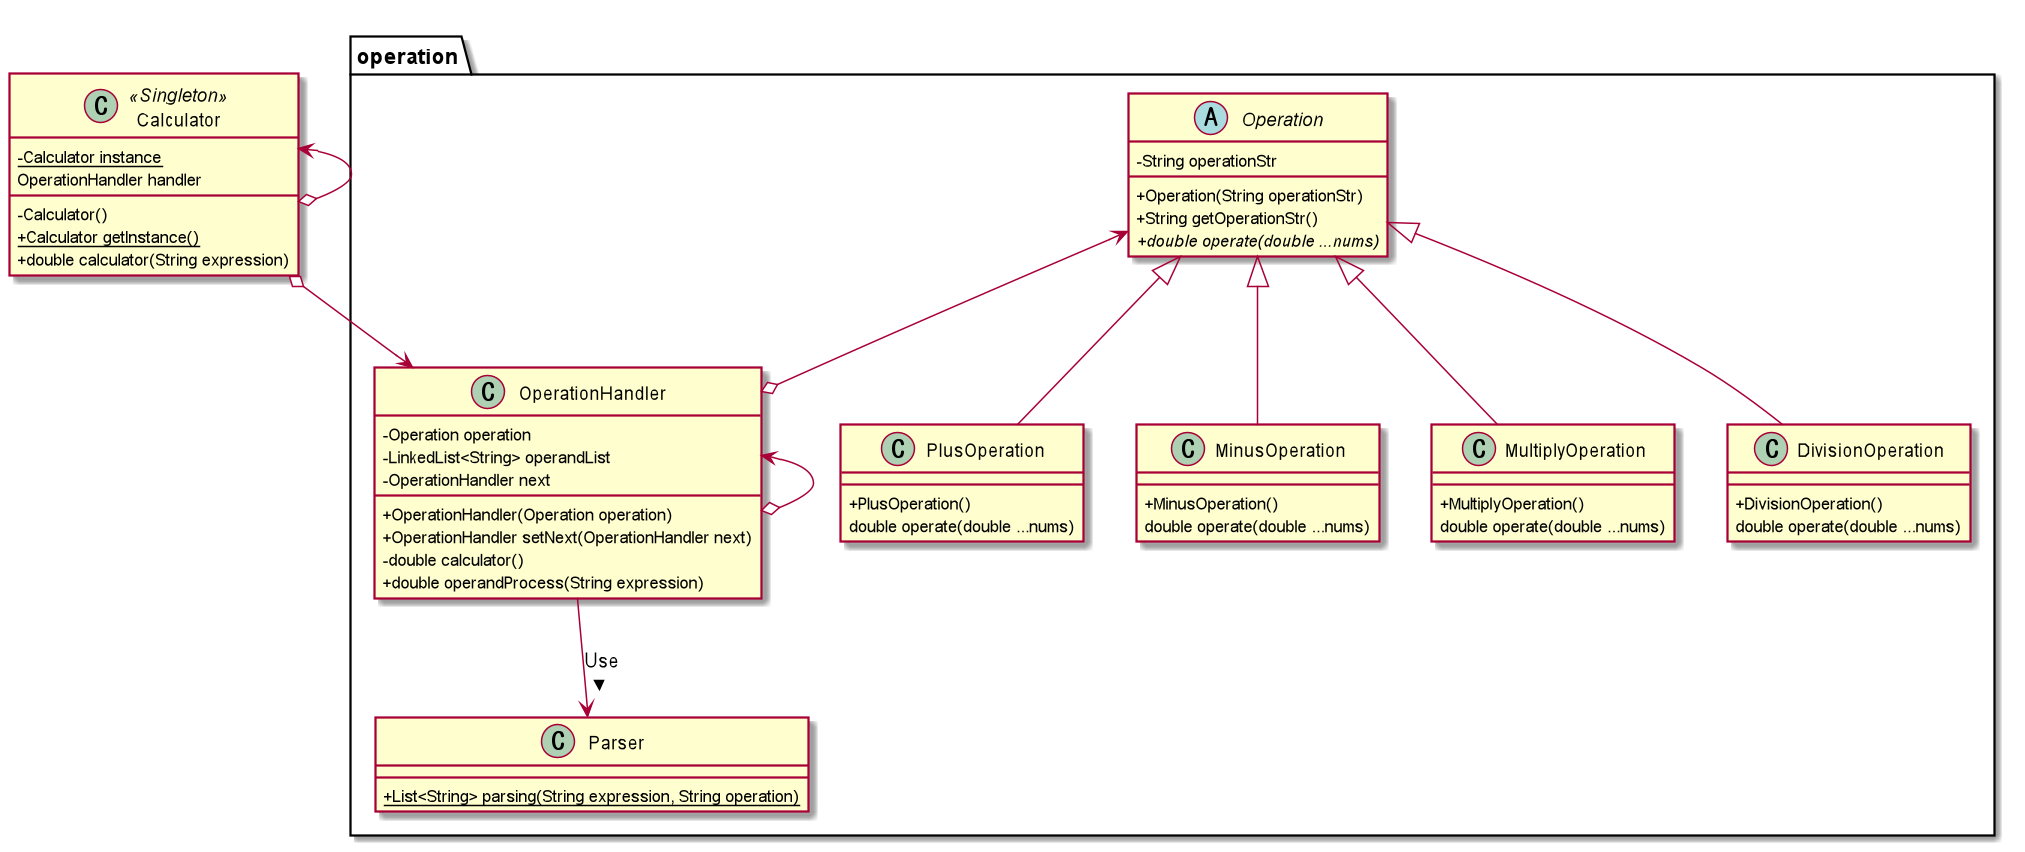 operation
«Singleton»
C
Calculator
-Calculator instance
OperationHandler handler
-Calculator()
+Calculator getInstance()
+double calculator(String expression)
A Operation
-String operationStr
+Operation(String operationStr)
+String getOperationStr()
+double operate(double ...nums)
C OperationHandler
-Operation operation
-LinkedList<String> operandList
-OperationHandler next
+OperationHandler(Operation operation)
+OperationHandler setNext(OperationHandler next)
-double calculator()
+double operandProcess(String expression)
C PlusOperation
+PlusOperation()
double operate(double ...nums)
C MinusOperation
+MinusOperation()
double operate(double ...nums)
C MultiplyOperation
+MultiplyOperation()
double operate(double ...nums)
C DivisionOperation
+DivisionOperation()
double operate(double ...nums)
Use
C Parser
+List<String> parsing(String expression, String operation)